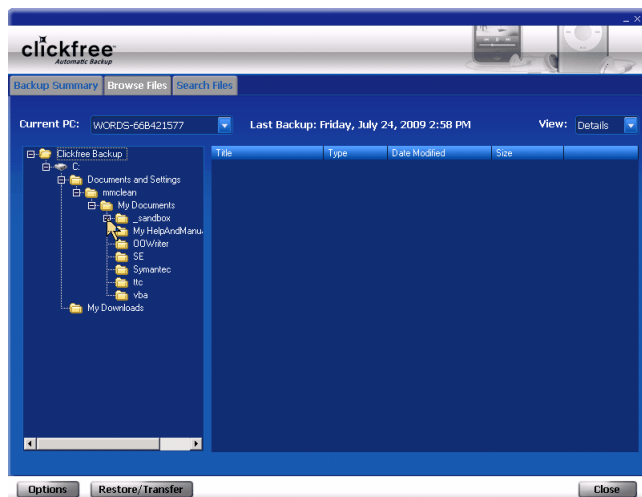 clickfree
Automatic Backup
Backup Summary Browse Files Search Files
Current PC: WORDS-66B421577 Last Backup: Friday, July 24, 2009 2:58 PM View: Details
Clickfree Backup Title Type Date Modified Size
C:
Documents and Settings
mmclean
My Documents
_sandbox
My HelpAndManu
OOWriter
SE
Symantec
ttc
vba
My Downloads
Options Restore/Transfer Close